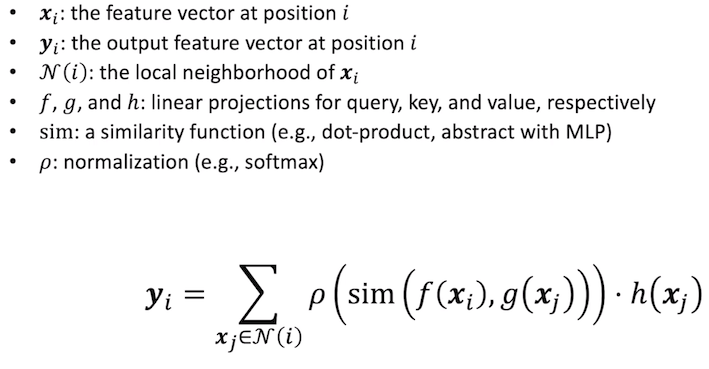 • 𝒙ᵢ: the feature vector at position 𝑖
• 𝒚ᵢ: the output feature vector at position 𝑖
• 𝒩(𝑖): the local neighborhood of 𝒙ᵢ
• 𝑓, 𝑔, and ℎ: linear projections for query, key, and value, respectively
• sim: a similarity function (e.g., dot-product, abstract with MLP)
• 𝜌: normalization (e.g., softmax)
𝒚ᵢ = ∑ 𝜌(sim(𝑓(𝒙ᵢ), 𝑔(𝒙ⱼ))) · ℎ(𝒙ⱼ)
𝒙ⱼ∈𝒩(𝑖)